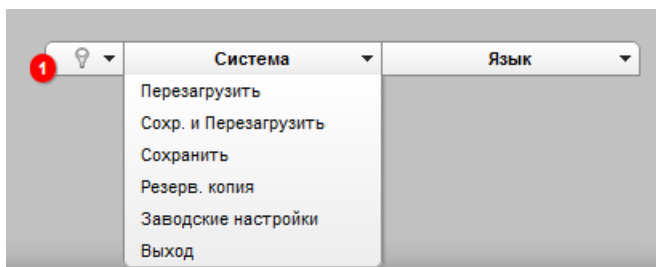 1 Система Язык
Перезагрузить
Сохр. и Перезагрузить
Сохранить
Резерв. копия
Заводские настройки
Выход